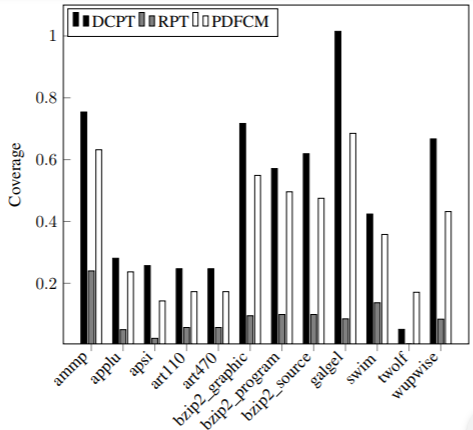 DCPT RPT PDFCM
1
0.8
0.6
0.4
0.2
Coverage
ammp
applu
apsi
art110
art470
bzip2_graphic
bzip2_program
bzip2_source
galgel
swim
twolf
wupwise